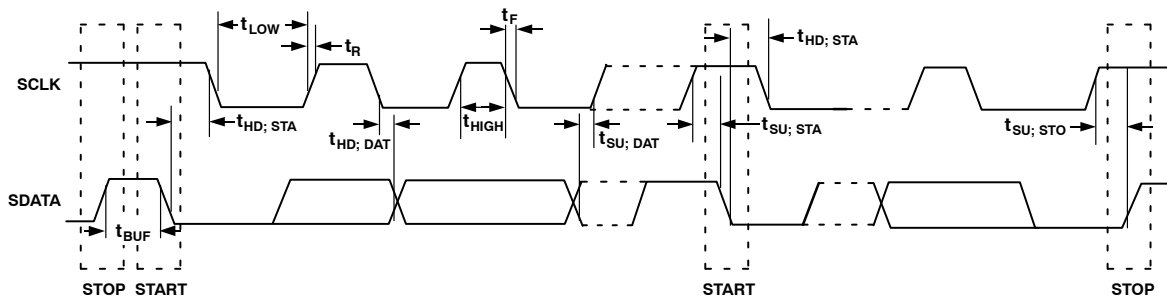 tLOW
tR
tF
tHD; STA
SCLK
tHD; STA
tHD; DAT
tHIGH
tSU; DAT
tSU; STA
tSU; STO
SDATA
tBUF
STOP START START STOP